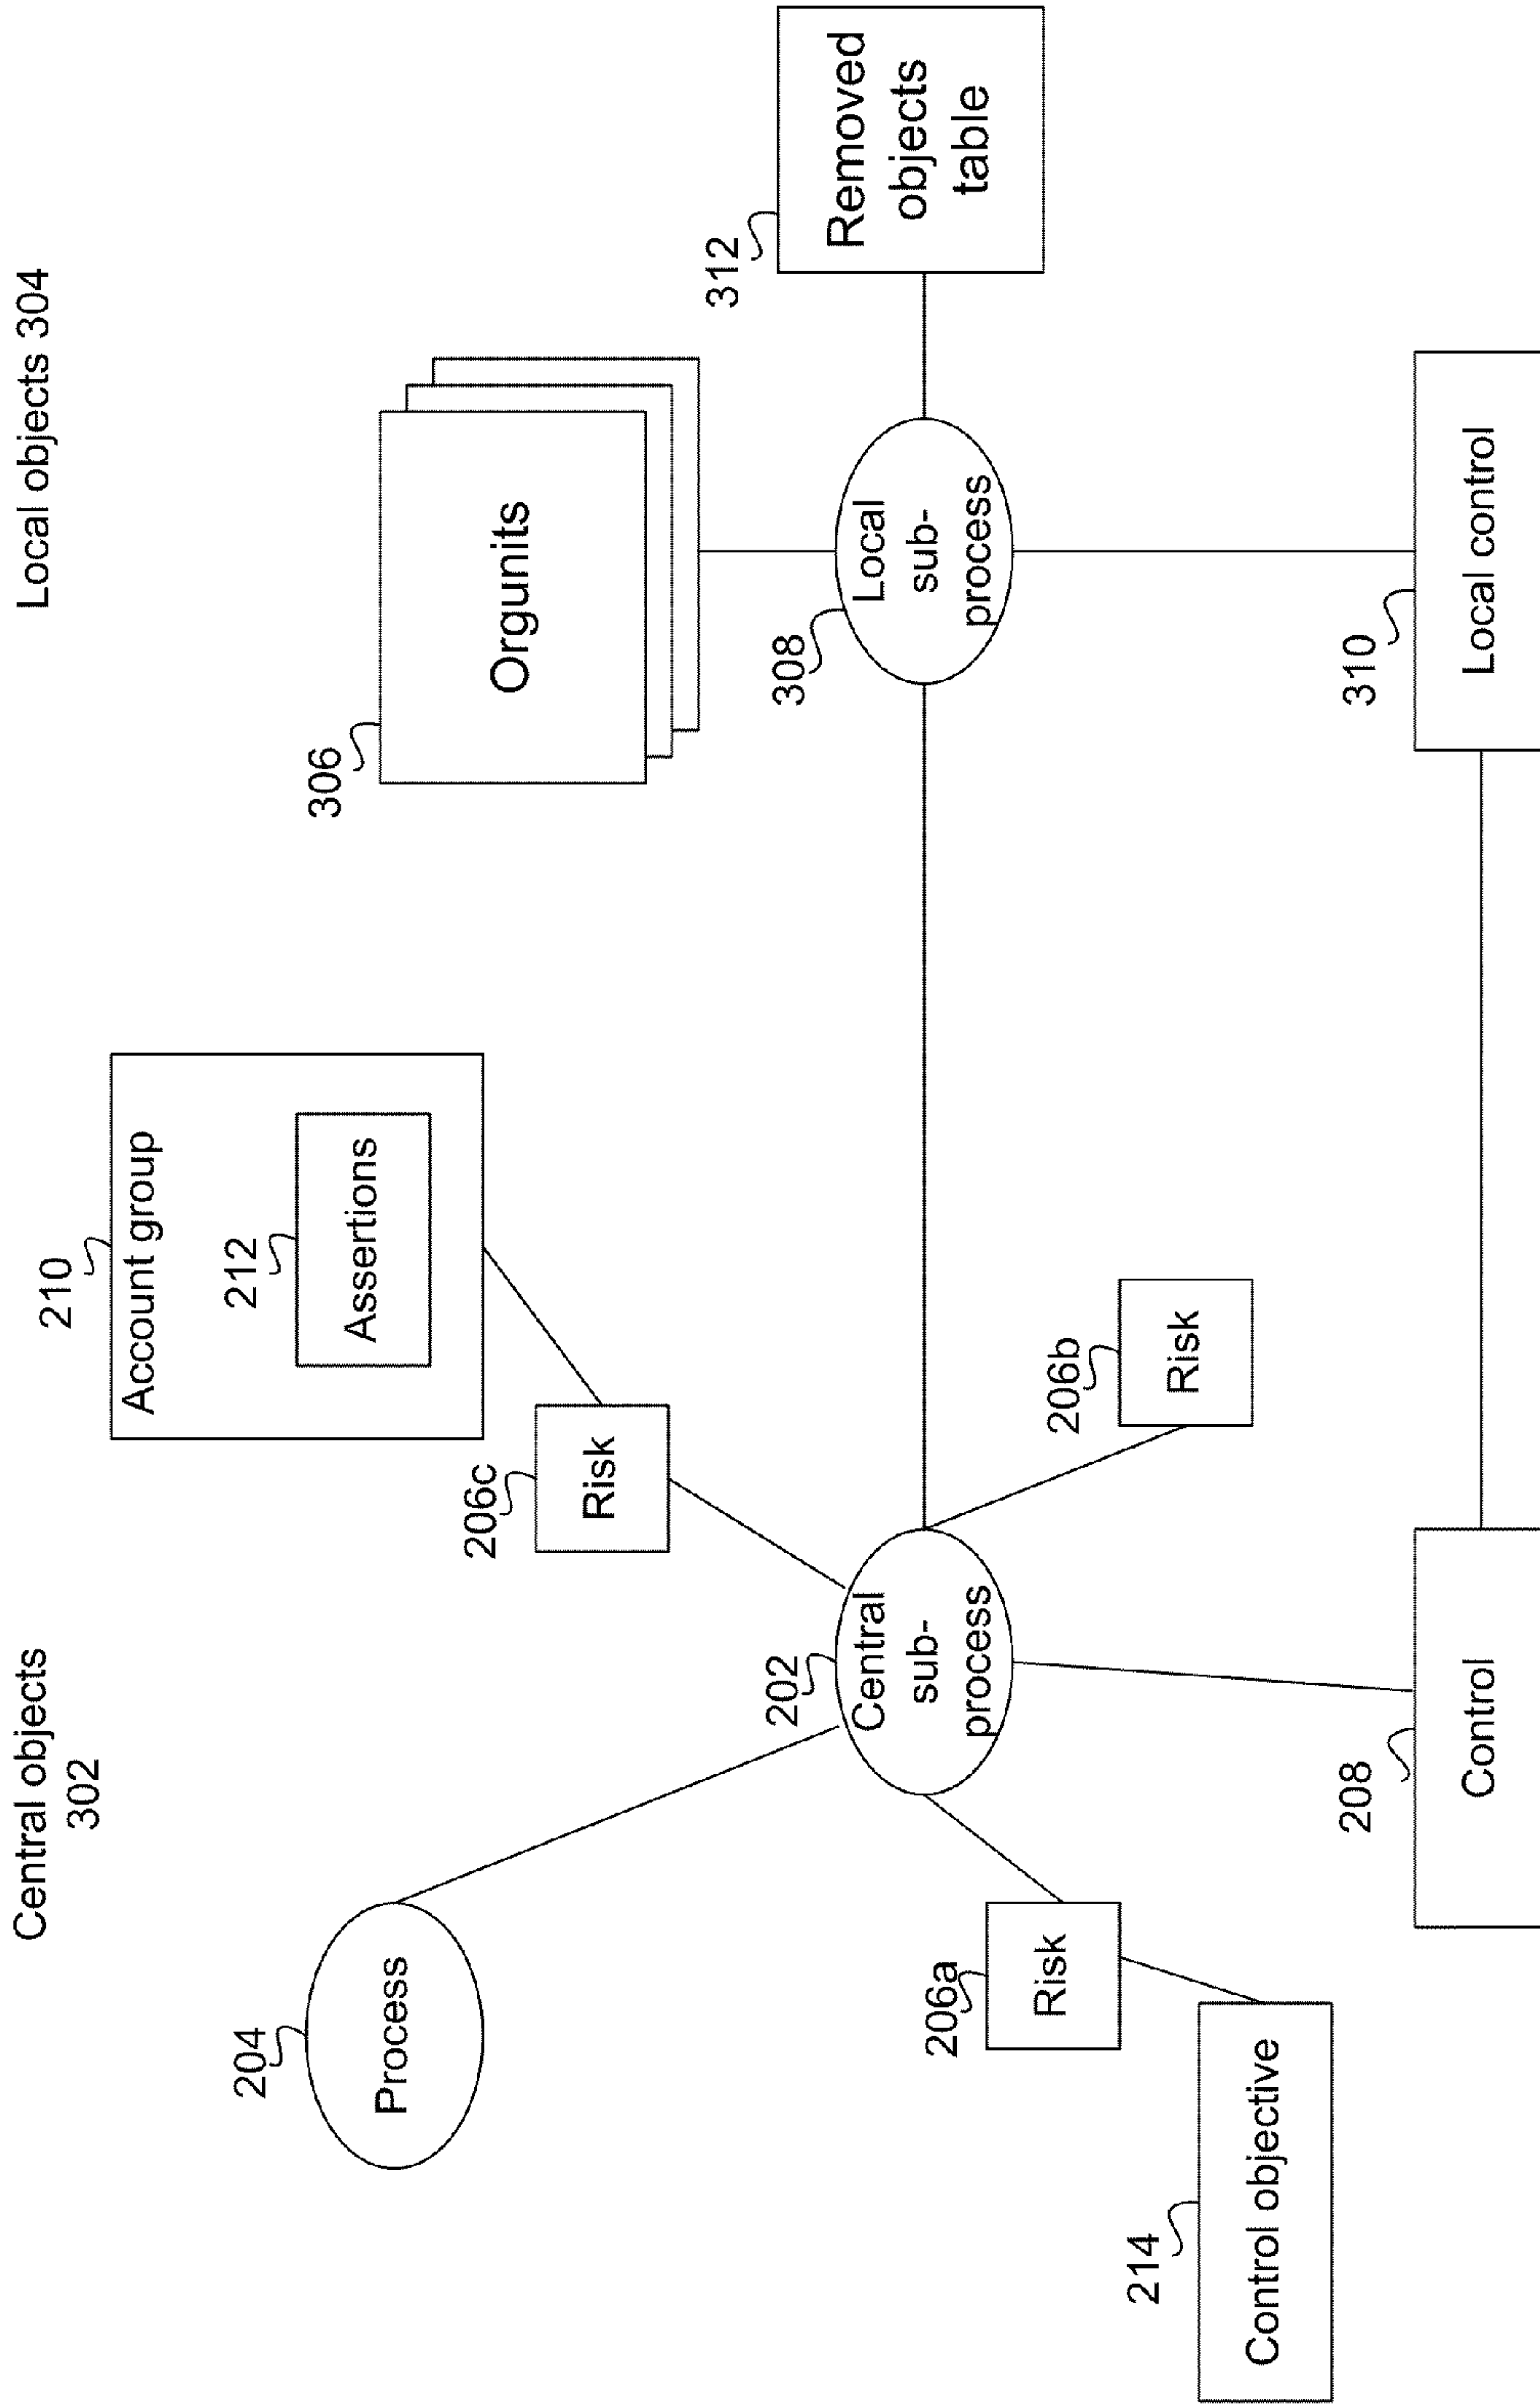 Central objects
302
Local objects 304
204
Process
210
Account group
212
Assertions
206c
Risk
306
Orgunits
202
Central
sub-
process
308
Local
sub-
process
312
Removed
objects
table
206a
Risk
206b
Risk
214
Control objective
208
Control
310
Local control